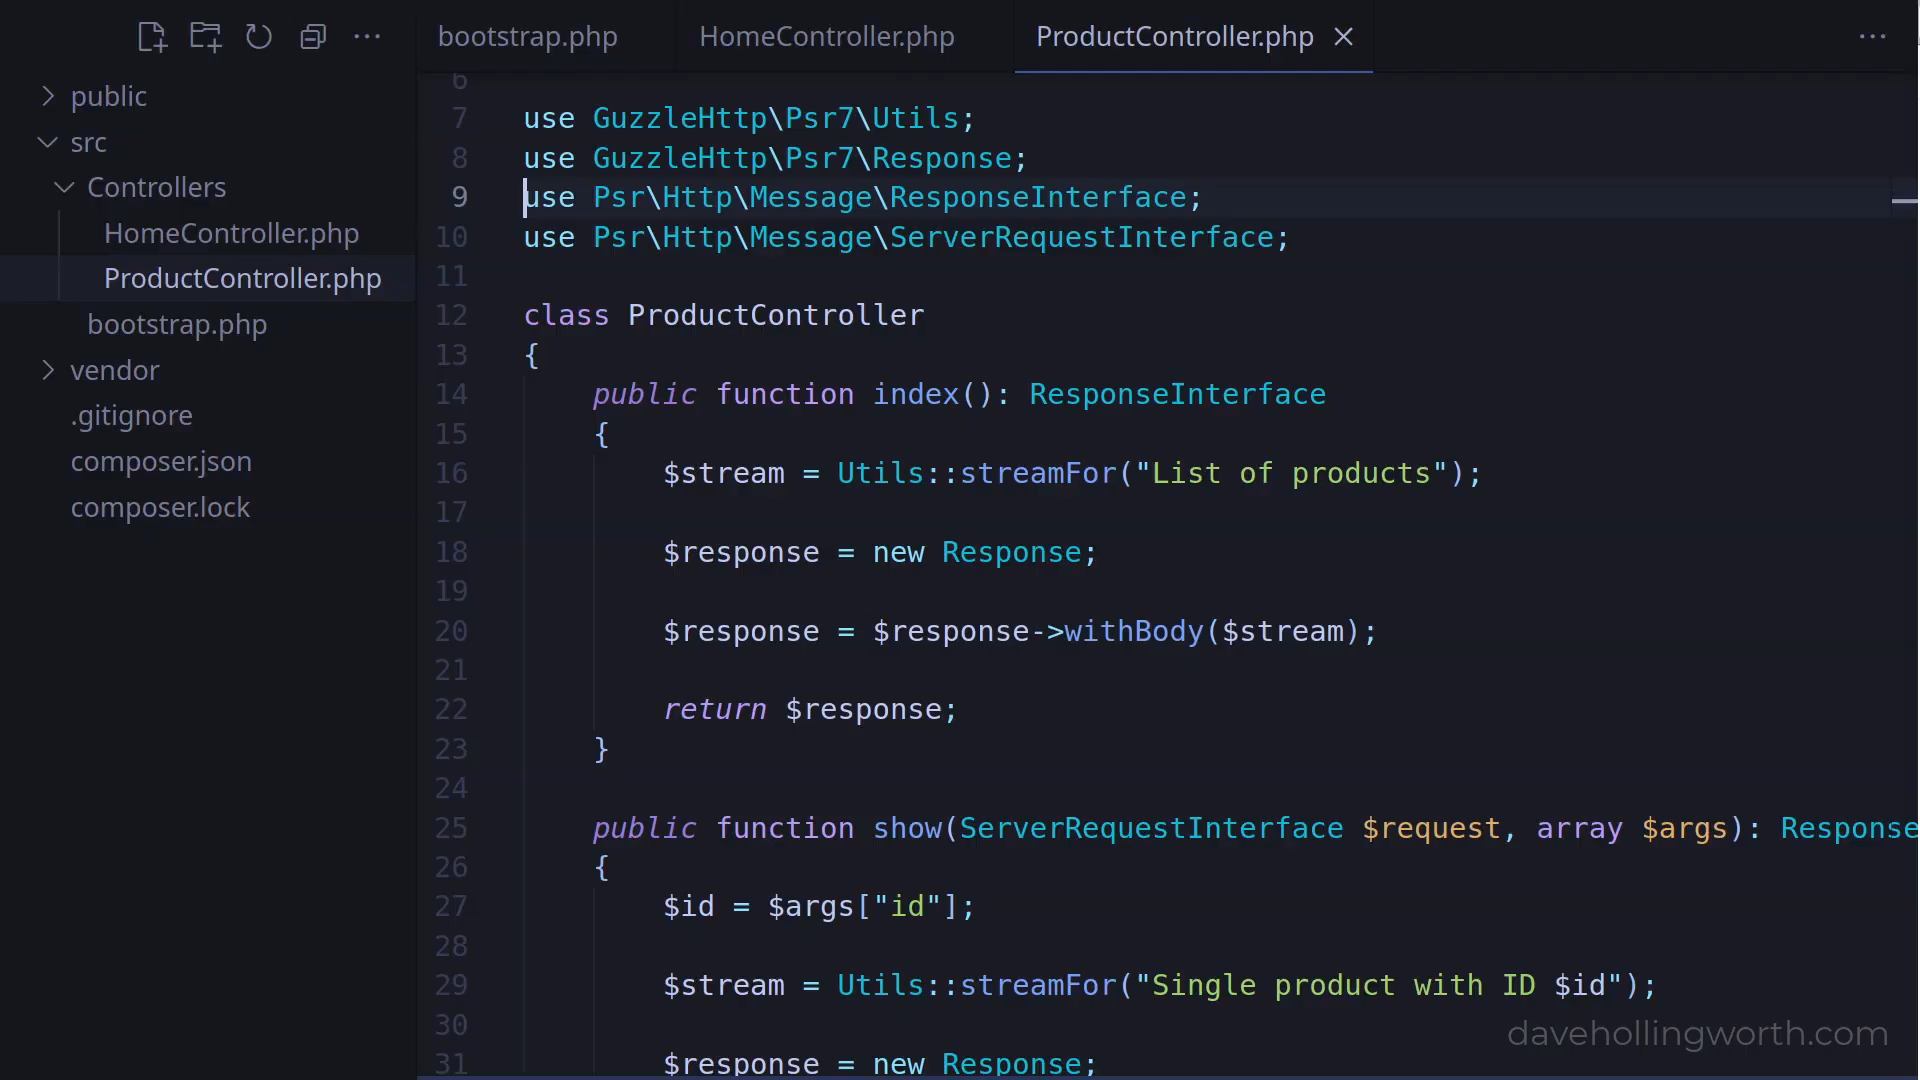 bootstrap.php HomeController.php ProductController.php
public
src
Controllers
HomeController.php
ProductController.php
bootstrap.php
vendor
.gitignore
composer.json
composer.lock
6
7 use GuzzleHttp\Psr7\Utils;
8 use GuzzleHttp\Psr7\Response;
9 use Psr\Http\Message\ResponseInterface;
10 use Psr\Http\Message\ServerRequestInterface;
11
12 class ProductController
13 {
14 public function index(): ResponseInterface
15 {
16 $stream = Utils::streamFor("List of products");
17
18 $response = new Response;
19
20 $response = $response->withBody($stream);
21
22 return $response;
23 }
24
25 public function show(ServerRequestInterface $request, array $args): Response
26 {
27 $id = $args["id"];
28
29 $stream = Utils::streamFor("Single product with ID $id");
30
31 $response = new Response;
davehollingworth.com